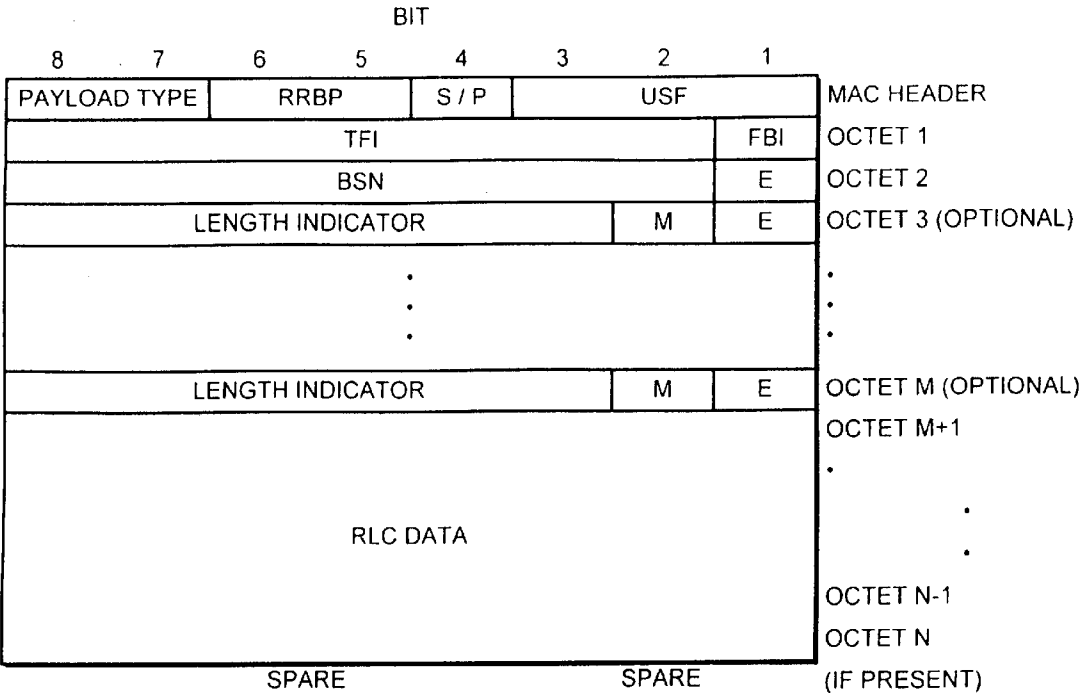 BIT
8 7 6 5 4 3 2 1
PAYLOAD TYPE RRBP S / P USF MAC HEADER
TFI FBI OCTET 1
BSN E OCTET 2
LENGTH INDICATOR M E OCTET 3 (OPTIONAL)
LENGTH INDICATOR M E OCTET M (OPTIONAL)
OCTET M+1
RLC DATA
OCTET N-1
OCTET N
SPARE SPARE (IF PRESENT)